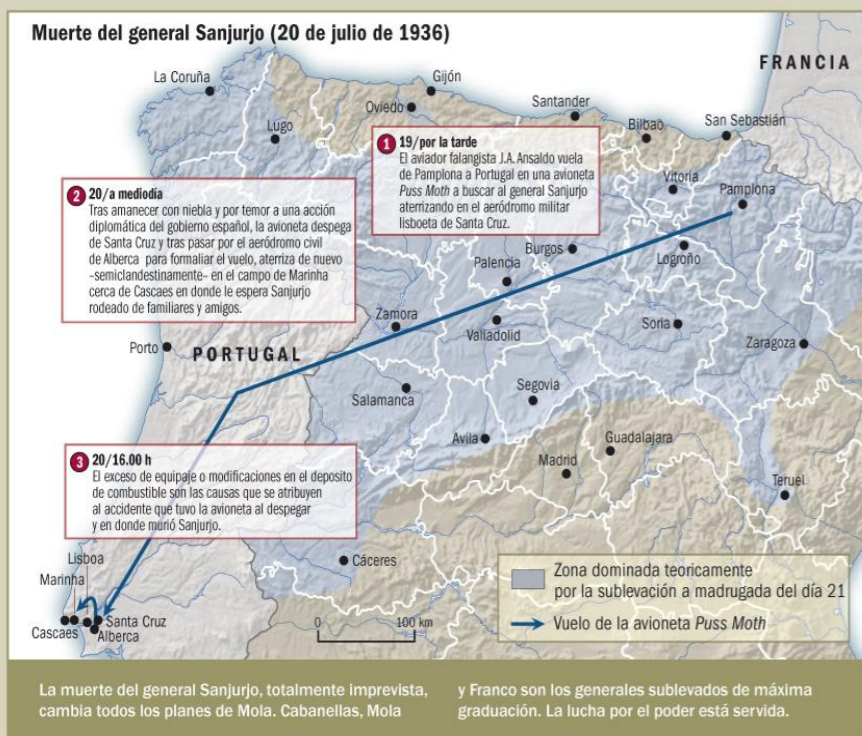 Muerte del general Sanjurjo (20 de julio de 1936)
FRANCIA
La Coruña
Gijón
Oviedo
Santander
Lugo
Bilbao
San Sebastián
1 19/por la tarde
El aviador falangista J.A. Ansaldo vuela
de Pamplona a Portugal en una avioneta
Puss Moth a buscar al general Sanjurjo
aterrizando en el aeródromo militar
lisboeta de Santa Cruz.
Vitoria
Pamplona
2 20/a mediodía
Tras amanecer con niebla y por temor a una acción
diplomática del gobierno español, la avioneta despega
de Santa Cruz y tras pasar por el aeródromo civil
de Alberca para formaliar el vuelo, aterriza de nuevo
-semiclandestinamente- en el campo de Marinha
cerca de Cascaes en donde le espera Sanjurjo
rodeado de familiares y amigos.
Burgos
Logroño
Palencia
Zamora
Valladolid
Soria
Zaragoza
Porto
PORTUGAL
Salamanca
Segovia
Avila
Guadalajara
Madrid
Teruel
3 20/16.00 h
El exceso de equipaje o modificaciones en el deposito
de combustible son las causas que se atribuyen
al accidente que tuvo la avioneta al despegar
y en donde murió Sanjurjo.
Cáceres
Lisboa
Marinha
Cascaes
Santa Cruz
Alberca
0 100 km
Zona dominada teoricamente
por la sublevación a madrugada del día 21
Vuelo de la avioneta Puss Moth
La muerte del general Sanjurjo, totalmente imprevista,
cambia todos los planes de Mola. Cabanellas, Mola
y Franco son los generales sublevados de máxima
graduación. La lucha por el poder está servida.